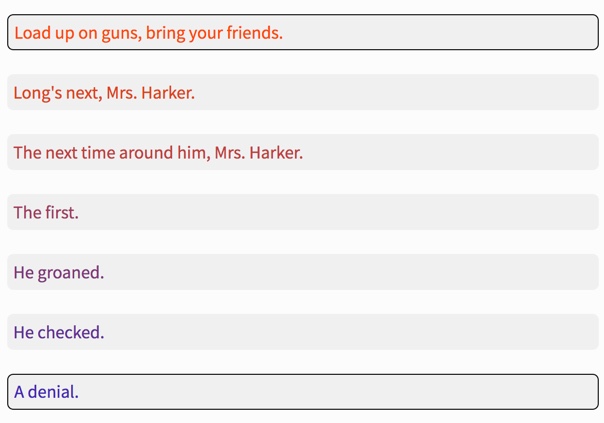 Load up on guns, bring your friends.
Long's next, Mrs. Harker.
The next time around him, Mrs. Harker.
The first.
He groaned.
He checked.
A denial.